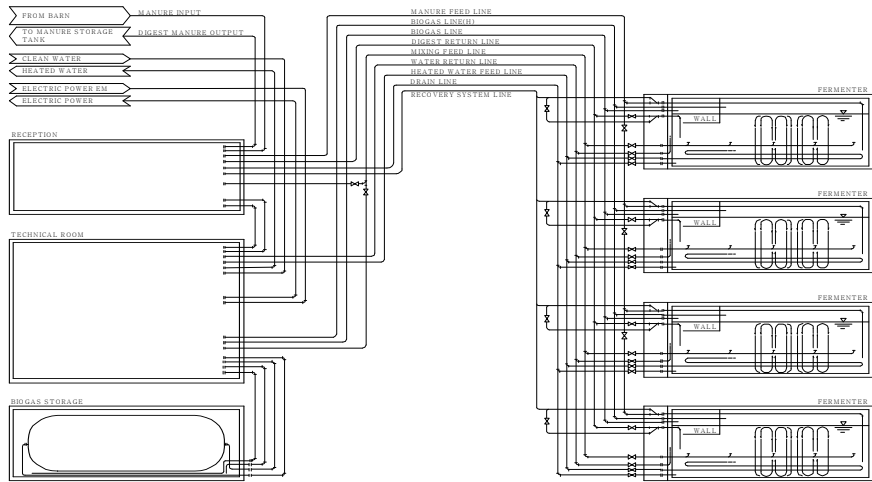 FROM BARN
MANURE INPUT
TO MANURE STORAGE
TANK
DIGEST MANURE OUTPUT
CLEAN WATER
HEATED WATER
ELECTRIC POWER EM
ELECTRIC POWER
MANURE FEED LINE
BIOGAS LINE(H)
BIOGAS LINE
DIGEST RETURN LINE
MIXING FEED LINE
WATER RETURN LINE
HEATED WATER FEED LINE
DRAIN LINE
RECOVERY SYSTEM LINE
RECEPTION
TECHNICAL ROOM
BIOGAS STORAGE
FERMENTER
WALL
FERMENTER
WALL
FERMENTER
WALL
FERMENTER
WALL